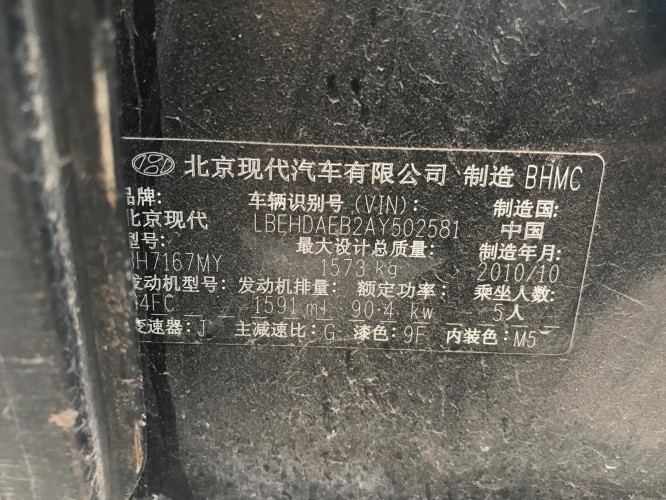 北京现代汽车有限公司 制造 BHMC
品牌: 车辆识别号(VIN): 制造国:
北京现代 LBEHDAEB2AY502581 中国
型号: 最大设计总质量: 制造年月:
H7167MY 1573 kg 2010/10
发动机型号: 发动机排量: 额定功率: 乘坐人数:
4FC 1591 ml 90.4 kw 5人
变速器: J 主减速比: G 漆色: 9F 内装色: M5